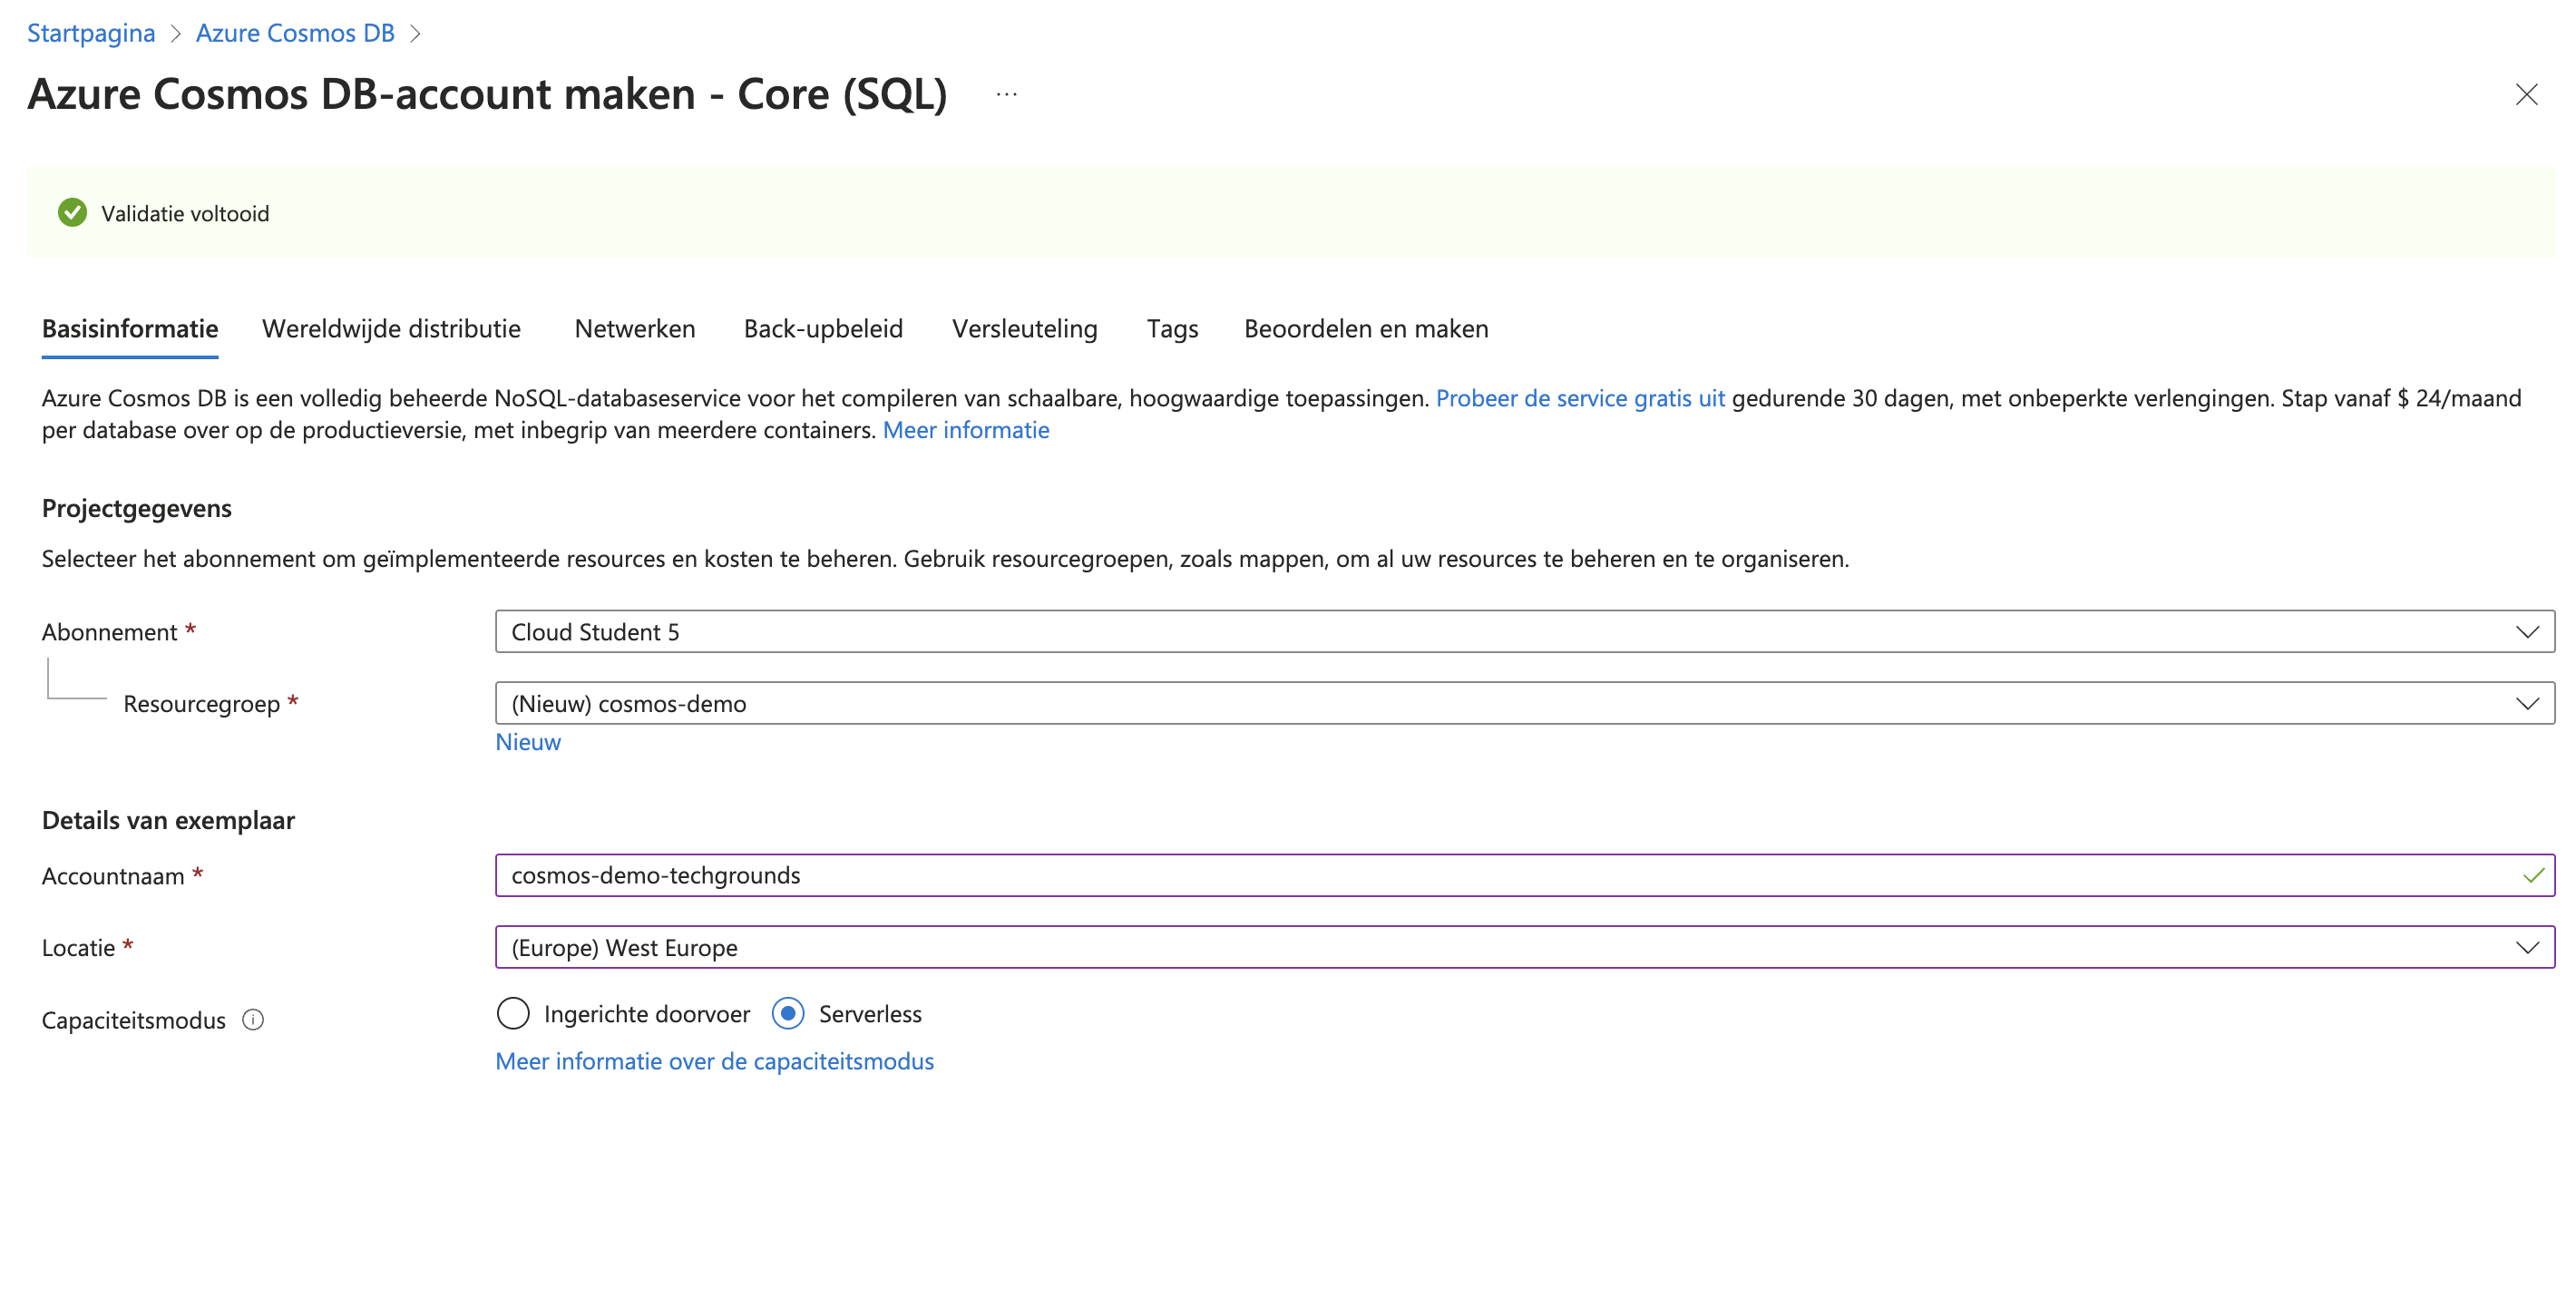 Startpagina > Azure Cosmos DB >
Azure Cosmos DB-account maken - Core (SQL) ...
Validatie voltooid
Basisinformatie Wereldwijde distributie Netwerken Back-upbeleid Versleuteling Tags Beoordelen en maken
Azure Cosmos DB is een volledig beheerde NoSQL-databaseservice voor het compileren van schaalbare, hoogwaardige toepassingen. Probeer de service gratis uit gedurende 30 dagen, met onbeperkte verlengingen. Stap vanaf $ 24/maand
per database over op de productieversie, met inbegrip van meerdere containers. Meer informatie
Projectgegevens
Selecteer het abonnement om geïmplementeerde resources en kosten te beheren. Gebruik resourcegroepen, zoals mappen, om al uw resources te beheren en te organiseren.
Abonnement * Cloud Student 5
Resourcegroep * (Nieuw) cosmos-demo
Nieuw
Details van exemplaar
Accountnaam * cosmos-demo-techgrounds
Locatie * (Europe) West Europe
Capaciteitsmodus Ingerichte doorvoer Serverless
Meer informatie over de capaciteitsmodus